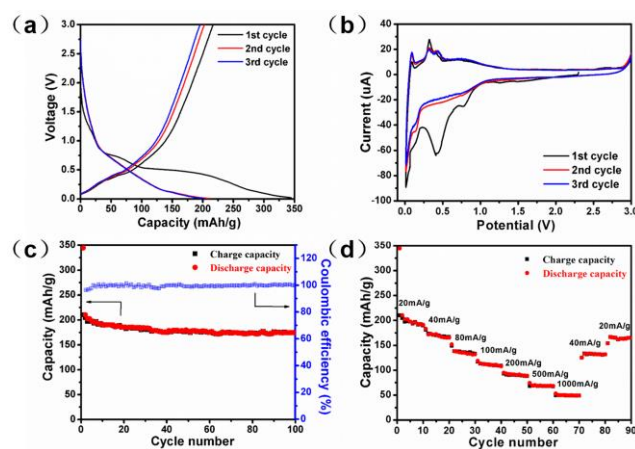 (a)
1st cycle
2nd cycle
3rd cycle
Voltage (V)
3.0
2.5
2.0
1.5
1.0
0.5
0.0
0 50 100 150 200 250 300 350
Capacity (mAh/g)
(b)
1st cycle
2nd cycle
3rd cycle
Current (uA)
40
20
0
-20
-40
-60
-80
-100
0.0 0.5 1.0 1.5 2.0 2.5 3.0
Potential (V)
(c)
Charge capacity
Discharge capacity
Capacity (mAh/g)
350
300
250
200
150
100
50
0
0 20 40 60 80 100
Cycle number
Coulombic efficiency (%)
120
100
80
60
40
20
0
(d)
Charge capacity
Discharge capacity
Capacity (mAh/g)
350
300
250
200
150
100
50
0
20mA/g
40mA/g
80mA/g
100mA/g
200mA/g
500mA/g
1000mA/g
40mA/g
20mA/g
0 10 20 30 40 50 60 70 80 90
Cycle number